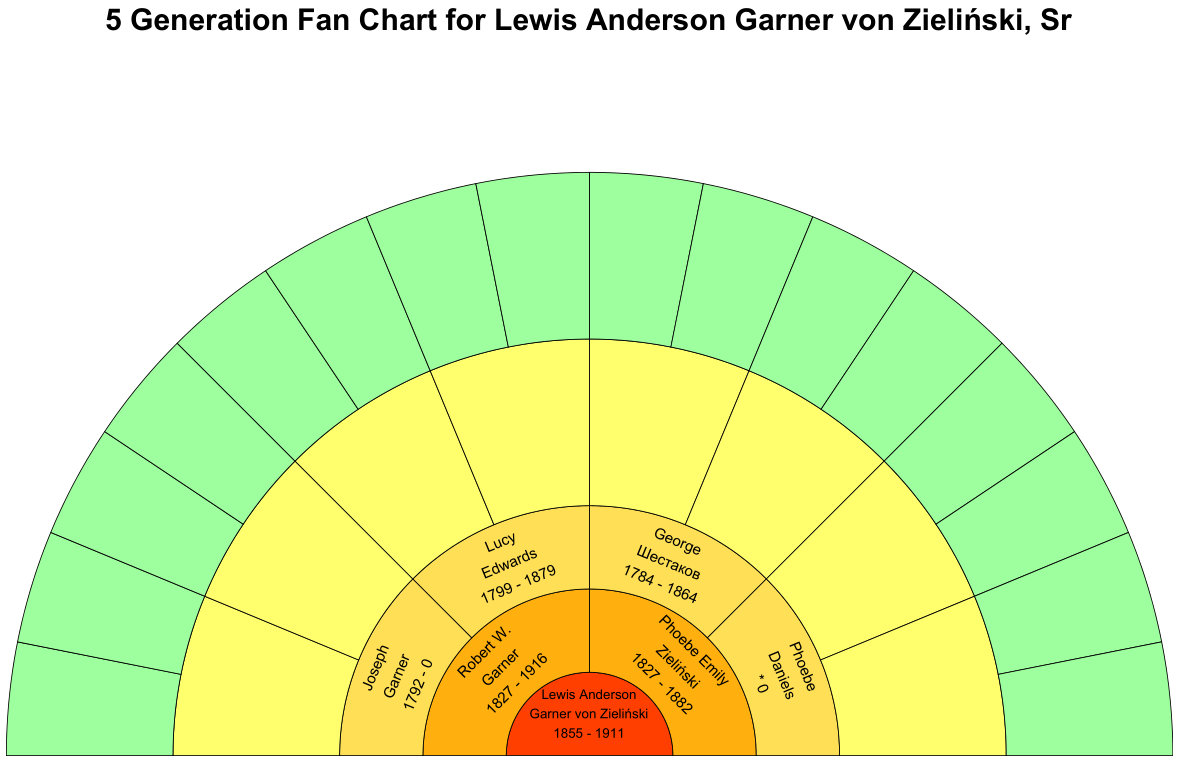 5 Generation Fan Chart for Lewis Anderson Garner von Zieliński, Sr
Lucy
Edwards
1799 - 1879
George
Шестаков
1784 - 1864
Joseph
Garner
1792 - 0
Robert W.
Garner
1827 - 1916
Phoebe Emily
Zieliński
1827 - 1882
Phoebe
Daniels
* 0
Lewis Anderson
Garner von Zieliński
1855 - 1911